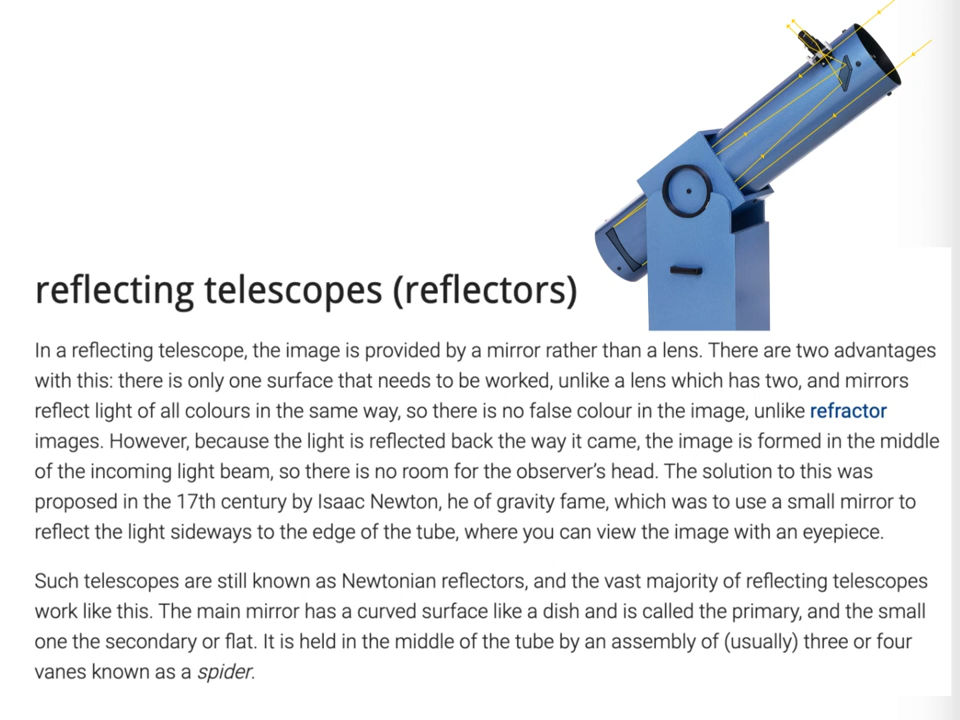 reflecting telescopes (reflectors)
In a reflecting telescope, the image is provided by a mirror rather than a lens. There are two advantages
with this: there is only one surface that needs to be worked, unlike a lens which has two, and mirrors
reflect light of all colours in the same way, so there is no false colour in the image, unlike refractor
images. However, because the light is reflected back the way it came, the image is formed in the middle
of the incoming light beam, so there is no room for the observer’s head. The solution to this was
proposed in the 17th century by Isaac Newton, he of gravity fame, which was to use a small mirror to
reflect the light sideways to the edge of the tube, where you can view the image with an eyepiece.
Such telescopes are still known as Newtonian reflectors, and the vast majority of reflecting telescopes
work like this. The main mirror has a curved surface like a dish and is called the primary, and the small
one the secondary or flat. It is held in the middle of the tube by an assembly of (usually) three or four
vanes known as a spider.